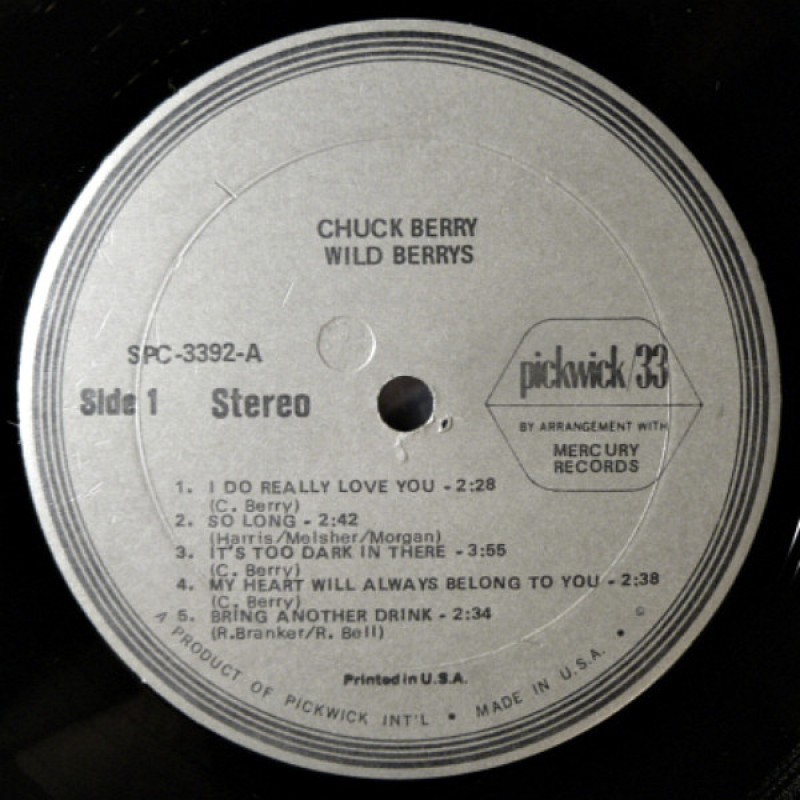 CHUCK BERRY
WILD BERRYS
SPC-3392-A
Side 1 Stereo
pickwick/33
BY ARRANGEMENT WITH
MERCURY
RECORDS
1. I DO REALLY LOVE YOU - 2:28
(C. Berry)
2. SO LONG - 2:42
(Harris/Melsher/Morgan)
3. IT'S TOO DARK IN THERE - 3:55
(C. Berry)
4. MY HEART WILL ALWAYS BELONG TO YOU - 2:38
(C. Berry)
5. BRING ANOTHER DRINK - 2:34
(R.Branker/R. Bell)
Printed in U.S.A.
A PRODUCT OF PICKWICK INT'L • MADE IN U.S.A. • ©